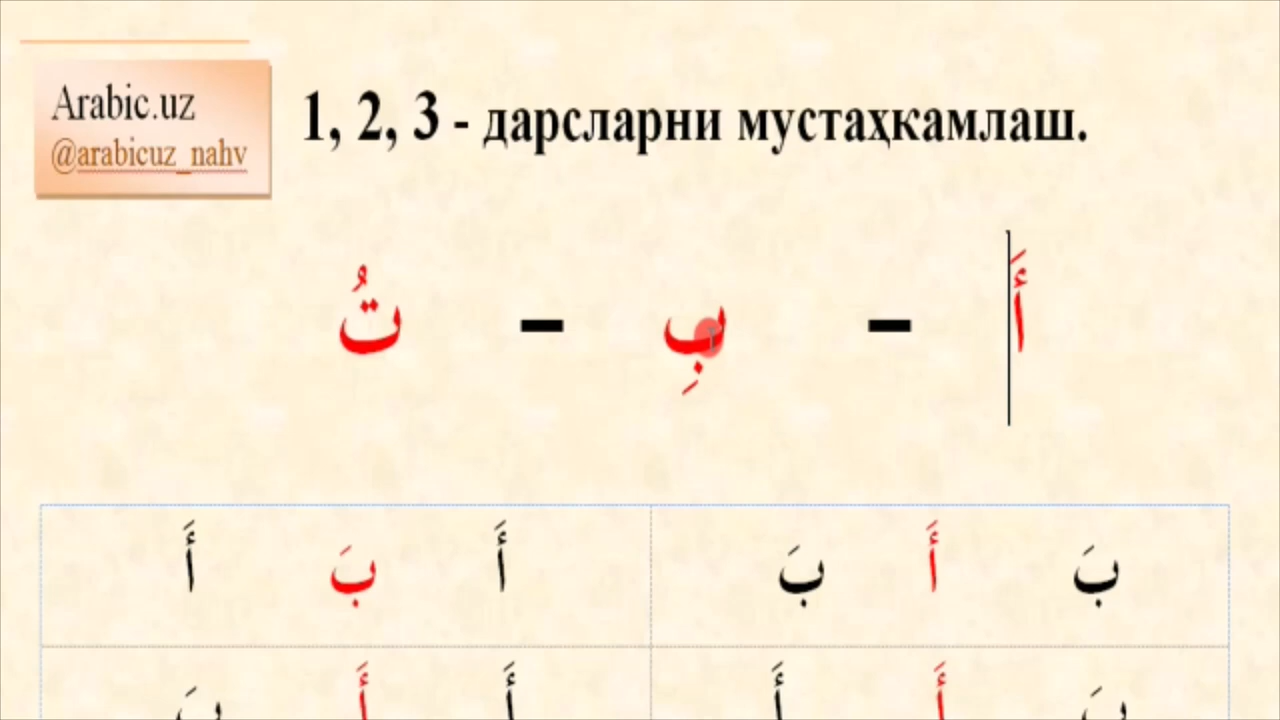 Arabic.uz
@arabicuz_nahv
1, 2, 3 - дарсларни мустаҳкамлаш.
أَ - بِ - تُ
بَ أَ بَ
أَ بَ أَ
بَ أَ أَ
أَ أَ بَ